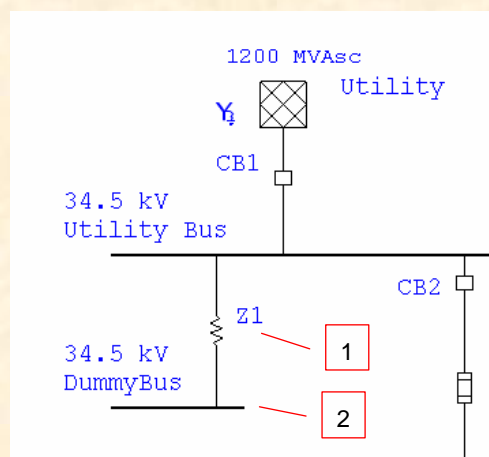 1200 MVAsc
Utility
CB1
34.5 kV
Utility Bus
CB2
Z1
1
34.5 kV
DummyBus
2